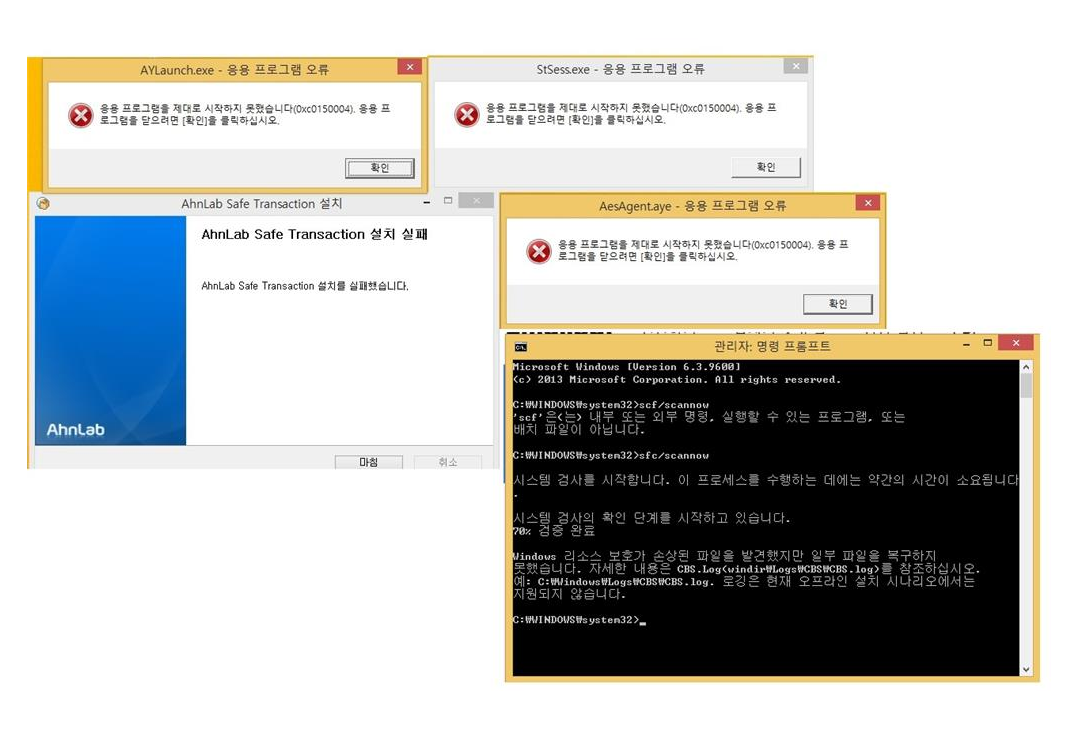 AYLaunch.exe - 응용 프로그램 오류
응용 프로그램을 제대로 시작하지 못했습니다(0xc0150004). 응용 프
로그램을 닫으려면 [확인]을 클릭하십시오.
확인
StSess.exe - 응용 프로그램 오류
응용 프로그램을 제대로 시작하지 못했습니다(0xc0150004). 응용 프
로그램을 닫으려면 [확인]을 클릭하십시오.
확인
AhnLab Safe Transaction 설치
AhnLab Safe Transaction 설치 실패
AhnLab Safe Transaction 설치를 실패했습니다.
AhnLab
마침
취소
AesAgent.aye - 응용 프로그램 오류
응용 프로그램을 제대로 시작하지 못했습니다(0xc0150004). 응용 프
로그램을 닫으려면 [확인]을 클릭하십시오.
확인
관리자: 명령 프롬프트
Microsoft Windows [Version 6.3.9600]
(c) 2013 Microsoft Corporation. All rights reserved.
C:₩WINDOWS₩system32>scf/scannow
'scf'은(는) 내부 또는 외부 명령, 실행할 수 있는 프로그램, 또는
배치 파일이 아닙니다.
C:₩WINDOWS₩system32>sfc/scannow
시스템 검사를 시작합니다. 이 프로세스를 수행하는 데에는 약간의 시간이 소요됩니다
.
시스템 검사의 확인 단계를 시작하고 있습니다.
70% 검증 완료
Windows 리소스 보호가 손상된 파일을 발견했지만 일부 파일을 복구하지
못했습니다. 자세한 내용은 CBS.Log<windir₩Logs₩CBS₩CBS.log>를 참조하십시오.
예: C:₩Windows₩Logs₩CBS₩CBS.log. 로깅은 현재 오프라인 설치 시나리오에서는
지원되지 않습니다.
C:₩WINDOWS₩system32>_